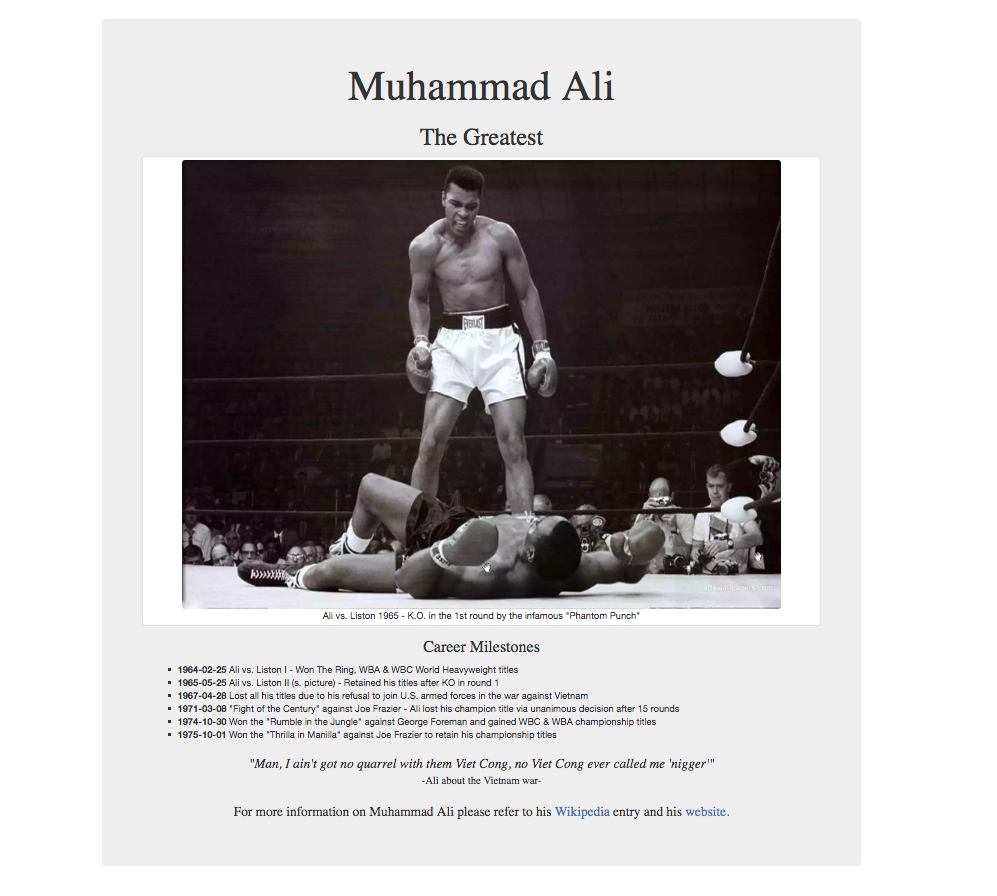 Muhammad Ali
The Greatest
EVERLAST
Ali vs. Liston 1965 - K.O. in the 1st round by the infamous "Phantom Punch"
Career Milestones
1964-02-25 Ali vs. Liston I - Won The Ring, WBA & WBC World Heavyweight titles
1965-05-25 Ali vs. Liston II (s. picture) - Retained his titles after KO in round 1
1967-04-28 Lost all his titles due to his refusal to join U.S. armed forces in the war against Vietnam
1971-03-08 "Fight of the Century" against Joe Frazier - Ali lost his champion title via unanimous decision after 15 rounds
1974-10-30 Won the "Rumble in the Jungle" against George Foreman and gained WBC & WBA championship titles
1975-10-01 Won the "Thrilla in Manilla" against Joe Frazier to retain his championship titles
"Man, I ain't got no quarrel with them Viet Cong, no Viet Cong ever called me 'nigger'"
-Ali about the Vietnam war-
For more information on Muhammad Ali please refer to his Wikipedia entry and his website.